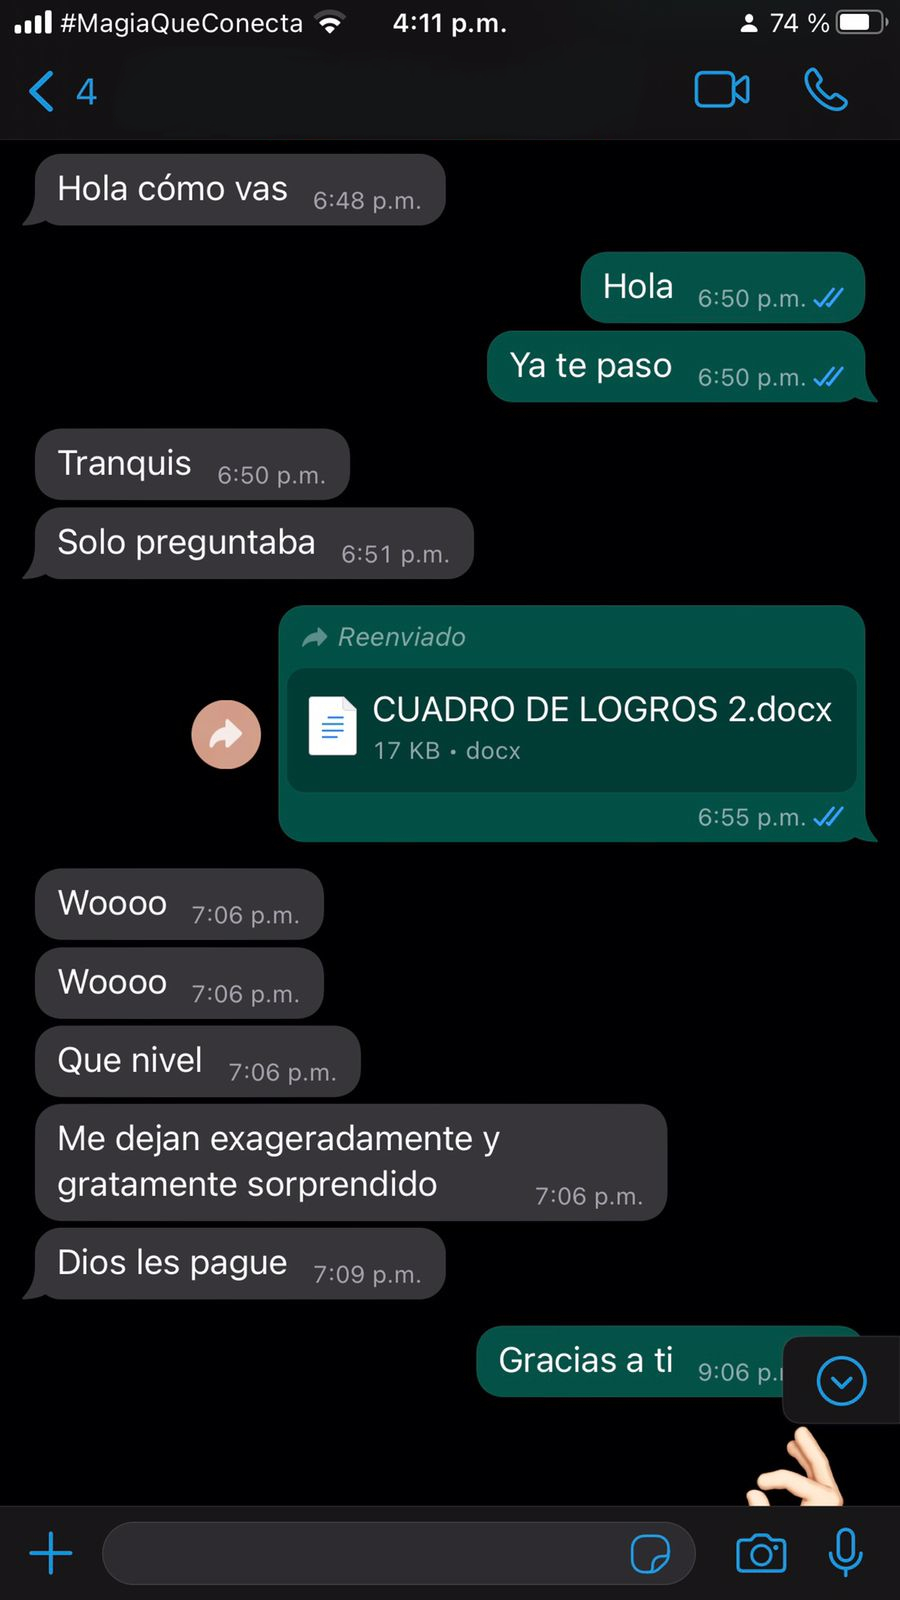 #MagiaQueConecta 4:11 p.m. 74 %
4
Hola cómo vas 6:48 p.m.
Hola 6:50 p.m.
Ya te paso 6:50 p.m.
Tranquis 6:50 p.m.
Solo preguntaba 6:51 p.m.
Reenviado
CUADRO DE LOGROS 2.docx
17 KB • docx
6:55 p.m.
Woooo 7:06 p.m.
Woooo 7:06 p.m.
Que nivel 7:06 p.m.
Me dejan exageradamente y
gratamente sorprendido 7:06 p.m.
Dios les pague 7:09 p.m.
Gracias a ti 9:06 p.